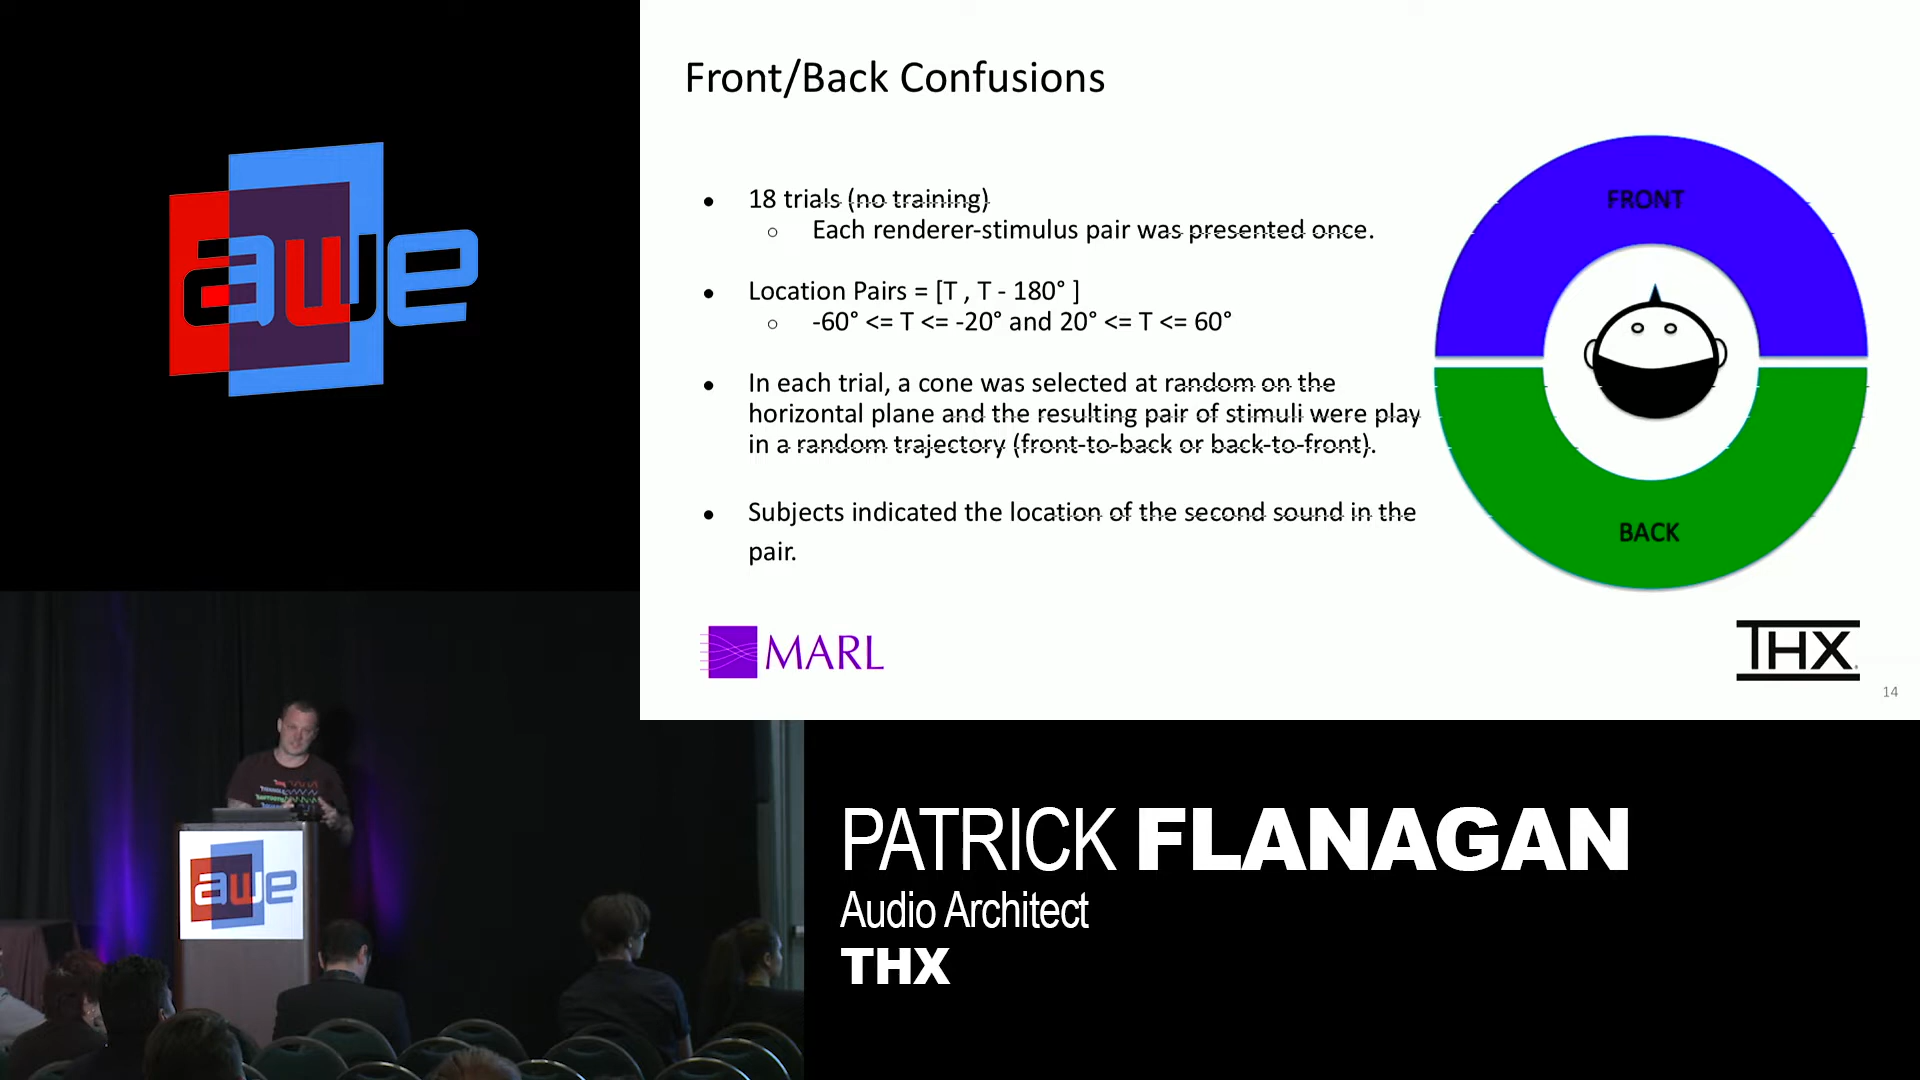 awe
Front/Back Confusions
18 trials (no training)
Each renderer-stimulus pair was presented once.
Location Pairs = [T , T - 180° ]
-60° <= T <= -20° and 20° <= T <= 60°
In each trial, a cone was selected at random on the
horizontal plane and the resulting pair of stimuli were play
in a random trajectory (front-to-back or back-to-front).
Subjects indicated the location of the second sound in the
pair.
FRONT
BACK
MARL
THX
14
awe
PATRICK FLANAGAN
Audio Architect
THX